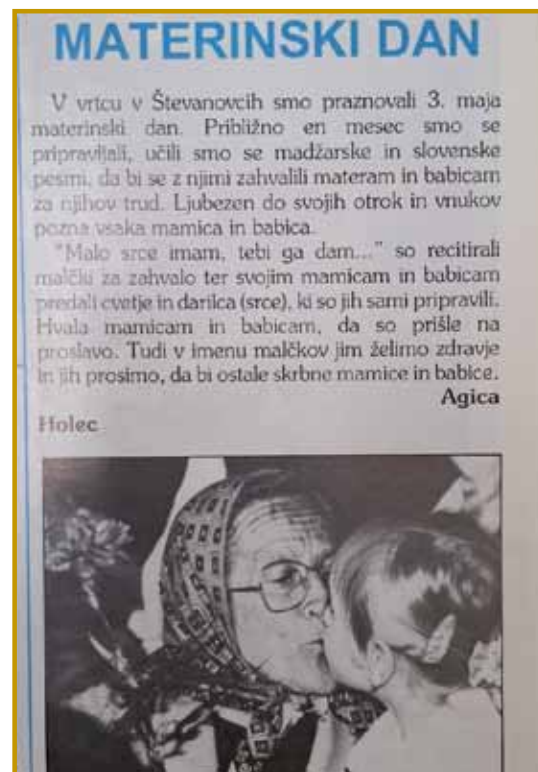 MATERINSKI DAN
V vrtcu v Števanovcih smo praznovali 3. maja
materinski dan. Približno en mesec smo se
pripravljali, učili smo se madžarske in slovenske
pesmi, da bi se z njimi zahvalili materam in babicam
za njihov trud. Ljubezen do svojih otrok in vnukov
pozna vsaka mamica in babica.
"Malo srce imam, tebi ga dam..." so recitirali
malčki za zahvalo ter svojim mamicam in babicam
predali cvetje in darilca (srce), ki so jih sami pripravili.
Hvala mamicam in babicam, da so prišle na
proslavo. Tudi v imenu malčkov jim želimo zdravje
in jih prosimo, da bi ostale skrbne mamice in babice.
Agica
Holec